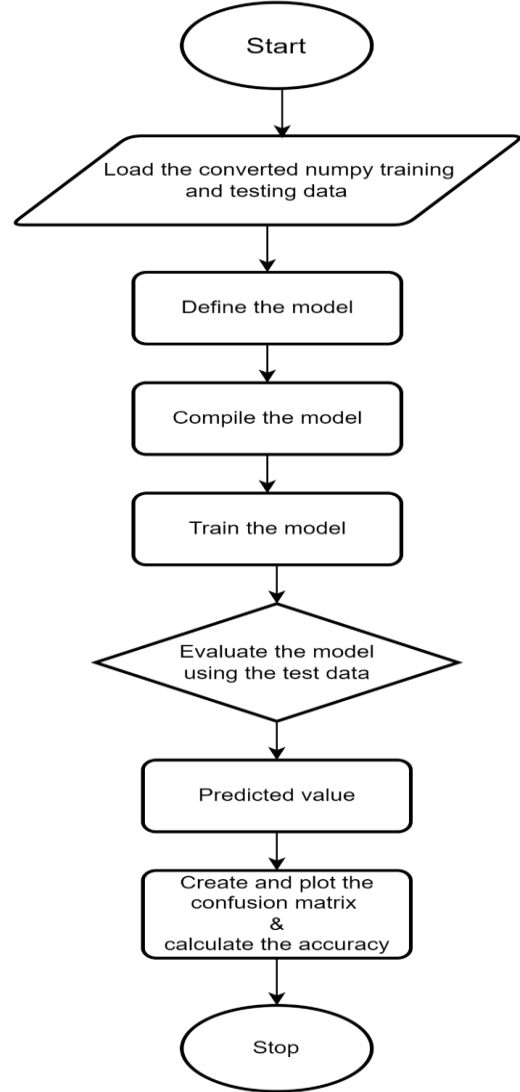 Start
Load the converted numpy training
and testing data
Define the model
Compile the model
Train the model
Evaluate the model
using the test data
Predicted value
Create and plot the
confusion matrix
&
calculate the accuracy
Stop